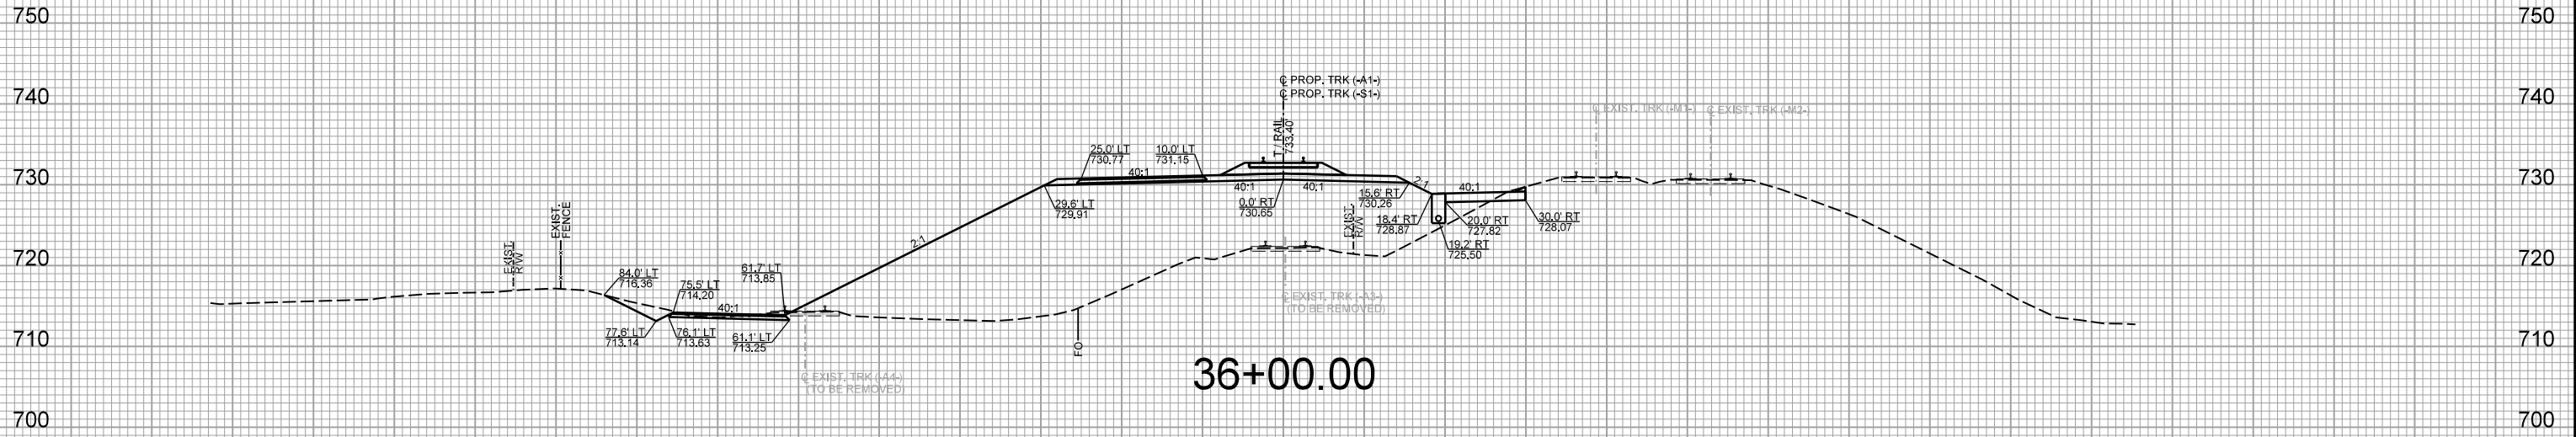 750
750
℄ PROP. TRK (-A1-)
℄ PROP. TRK (-S1-)
740
740
℄ EXIST. TRK (-M1-)
℄ EXIST. TRK (-M2-)
T / RAIL
733.40'
25.0' LT
730.77
10.0' LT
731.15
730
730
40:1
40:1
40:1
2:1
40:1
15.6' RT
730.26
29.6' LT
729.91
0.0' RT
730.65
18.4' RT
728.87
20.0' RT
727.82
30.0' RT
728.07
EXIST.
R/W
EXIST.
FENCE
EXIST.
R/W
19.2' RT
725.50
2:1
720
720
84.0' LT
716.36
75.5' LT
714.20
61.7' LT
713.85
40:1
℄ EXIST. TRK (-A3-)
(TO BE REMOVED)
77.6' LT
713.14
76.1' LT
713.63
61.1' LT
713.25
FO
710
710
36+00.00
℄ EXIST. TRK (-A4-)
(TO BE REMOVED)
700
700